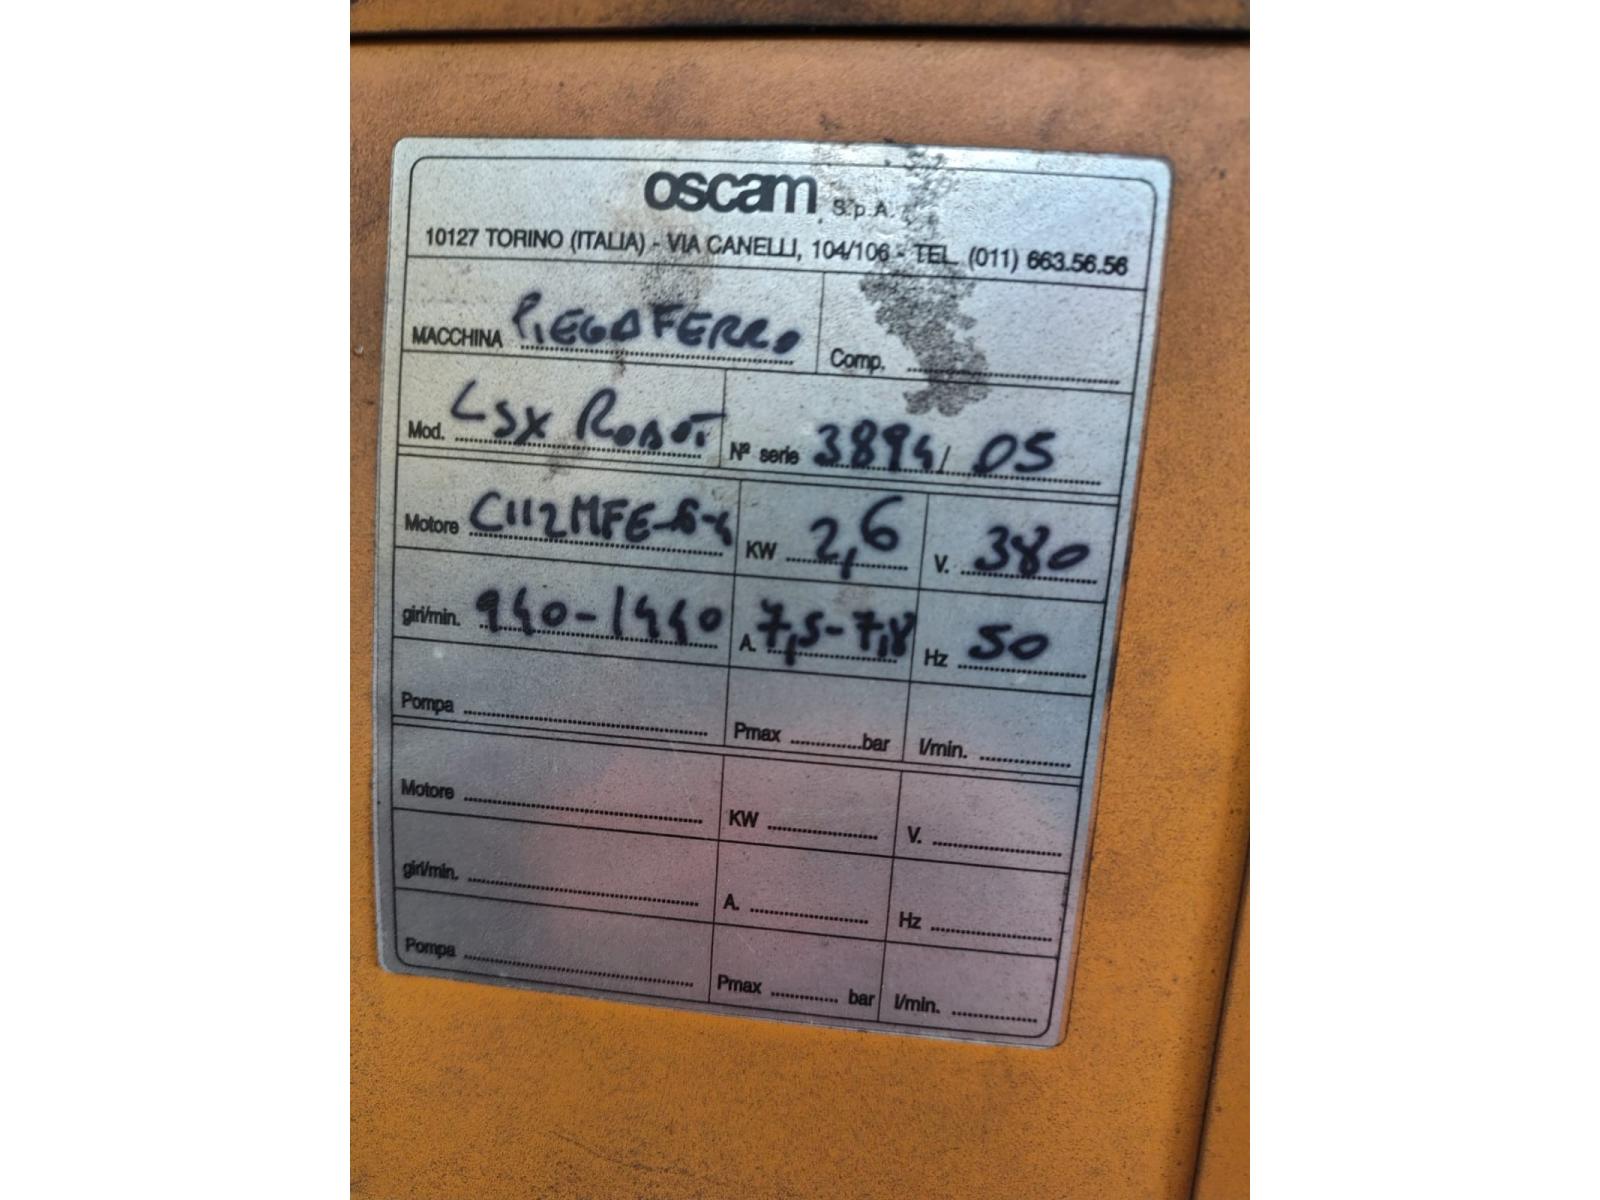 oscam S.p.A.
10127 TORINO (ITALIA) - VIA CANELLI, 104/106 - TEL. (011) 663.56.56
MACCHINA PIEGAFERRO Comp.
Mod. LSX ROBOT Nº serie 3894/05
Motore C112MFE-6-4 KW 2,6 V. 380
giri/min. 940-1440 A. 7,5-7,8 Hz 50
Pompa Pmax bar l/min.
Motore KW V.
giri/min. A. Hz
Pompa Pmax bar l/min.